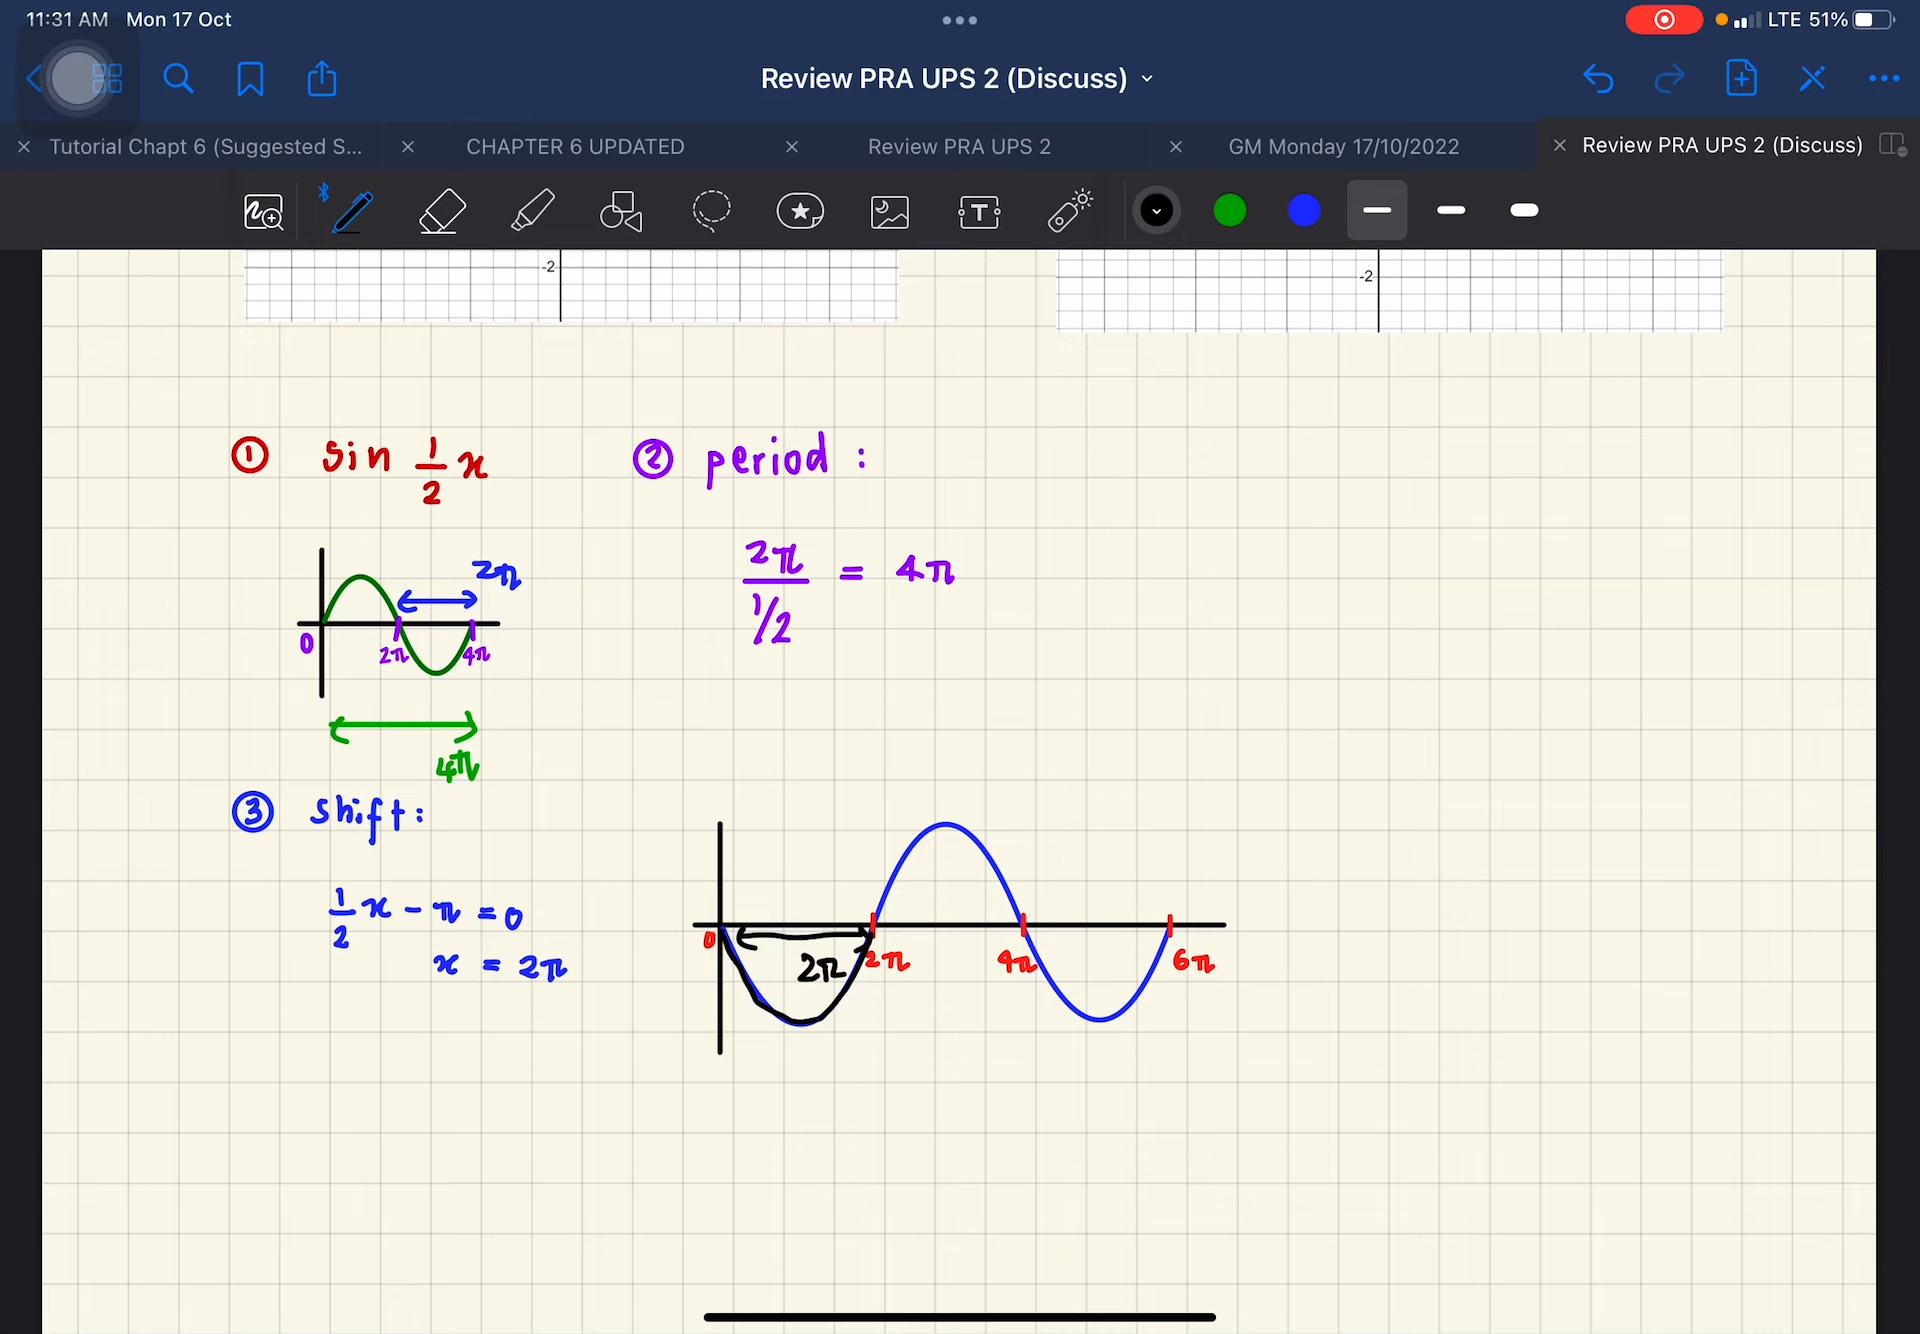 11:31 AM Mon 17 Oct
LTE 51%
Review PRA UPS 2 (Discuss)
Tutorial Chapt 6 (Suggested S...
CHAPTER 6 UPDATED
Review PRA UPS 2
GM Monday 17/10/2022
Review PRA UPS 2 (Discuss)
T
-2
-2
① sin 1/2 x
② period :
2π / 1/2 = 4π
2π
0 2π 4π
4π
③ shift:
1/2 x - π = 0
x = 2π
0 2π 2π 4π 6π